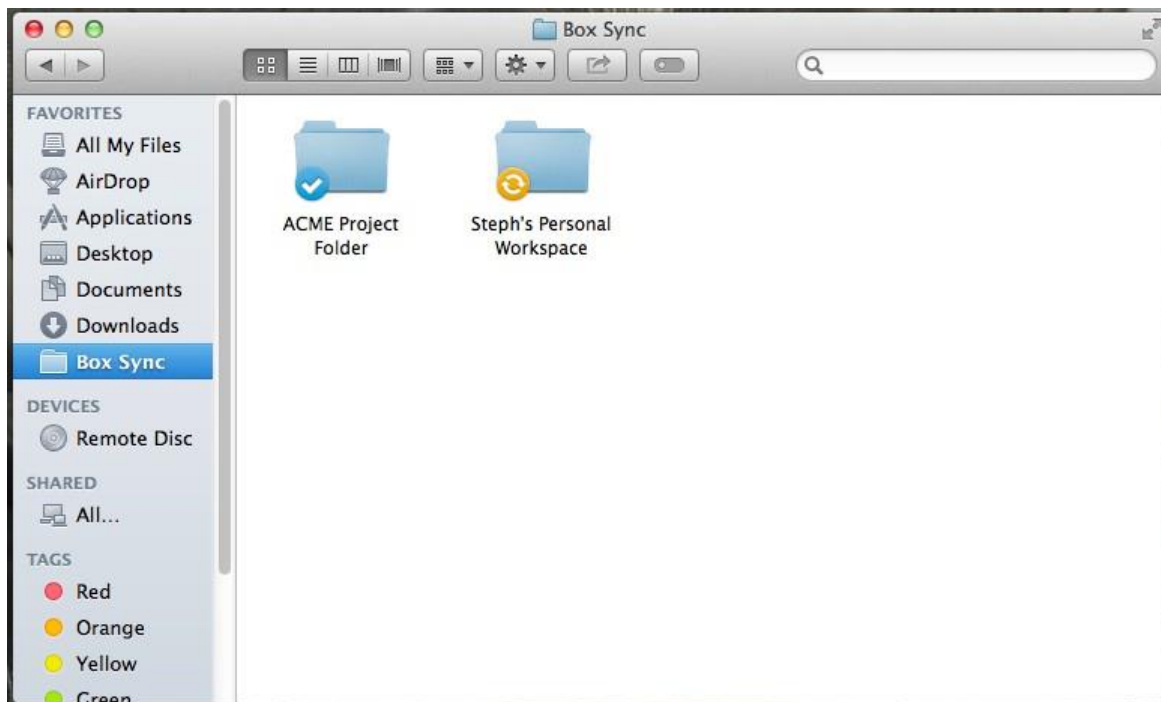 Box Sync
FAVORITES
All My Files
AirDrop
Applications
Desktop
Documents
Downloads
Box Sync
DEVICES
Remote Disc
SHARED
All...
TAGS
Red
Orange
Yellow
Green
ACME Project
Folder
Steph's Personal
Workspace